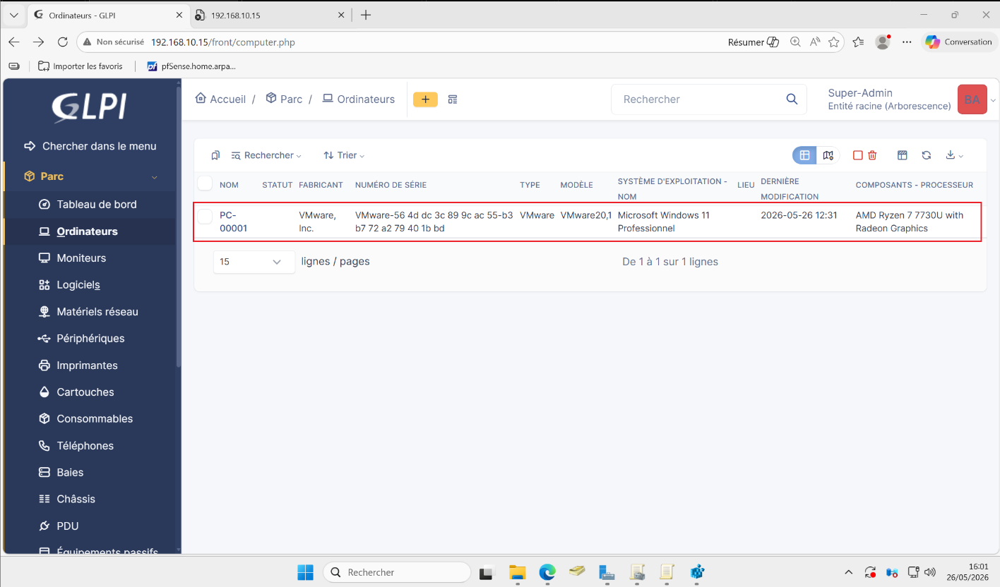 Ordinateurs - GLPI
192.168.10.15
Non sécurisé 192.168.10.15/front/computer.php
Résumer
Conversation
Importer les favoris
pf pfSense.home.arpa...
GLPI
Accueil / Parc / Ordinateurs
Rechercher
Super-Admin
Entité racine (Arborescence)
BA
Chercher dans le menu
Parc
Tableau de bord
Ordinateurs
Moniteurs
Logiciels
Matériels réseau
Périphériques
Imprimantes
Cartouches
Consommables
Téléphones
Baies
Châssis
PDU
Équipements passifs
Rechercher
Trier
NOM
STATUT
FABRICANT
NUMÉRO DE SÉRIE
TYPE
MODÈLE
SYSTÈME D'EXPLOITATION -
NOM
LIEU
DERNIÈRE
MODIFICATION
COMPOSANTS - PROCESSEUR
PC-
00001
VMware,
Inc.
VMware-56 4d dc 3c 89 9c ac 55-b3
b7 72 a2 79 40 1b bd
VMware
VMware20,1
Microsoft Windows 11
Professionnel
2026-05-26 12:31
AMD Ryzen 7 7730U with
Radeon Graphics
15
lignes / pages
De 1 à 1 sur 1 lignes
Rechercher
16:01
26/05/2026